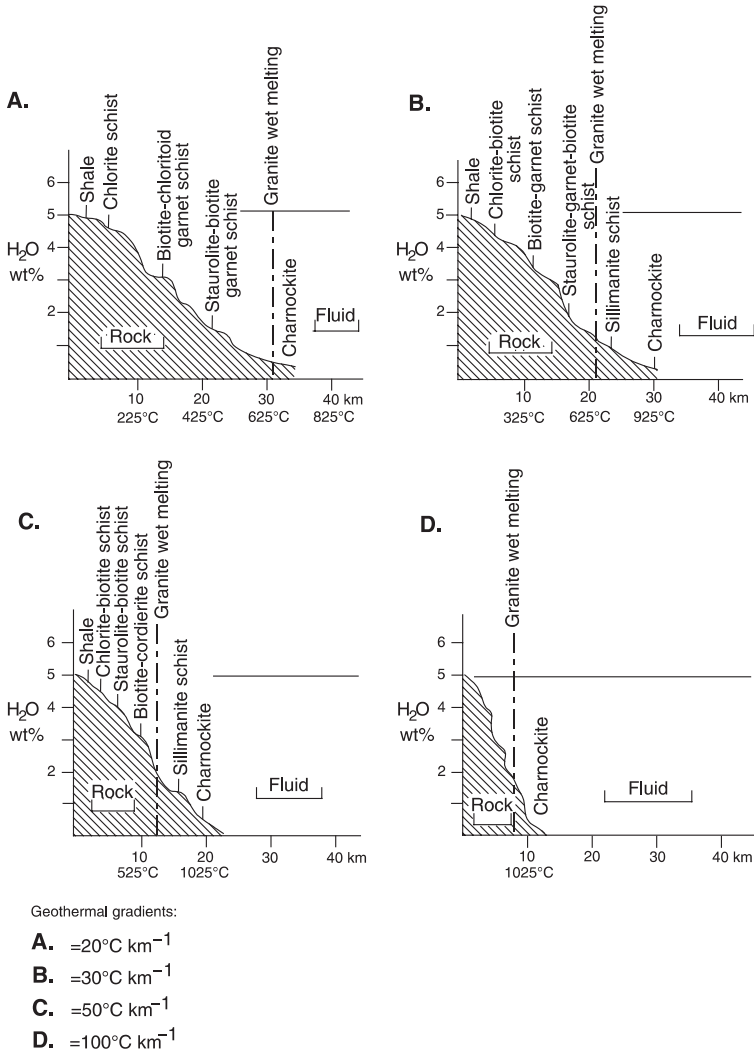 A.
Shale
Chlorite schist
Biotite-chloritoid
garnet schist
Staurolite-biotite
garnet schist
Granite wet melting
Charnockite
6
5
H2O 4
wt%
2
Rock
Fluid
10 20 30 40 km
225°C 425°C 625°C 825°C
B.
Shale
Chlorite-biotite
schist
Biotite-garnet schist
Staurolite-garnet-biotite
schist
Granite wet melting
Sillimanite schist
Charnockite
6
5
H2O 4
wt%
2
Rock
Fluid
10 20 30 40 km
325°C 625°C 925°C
C.
Shale
Chlorite-biotite schist
Staurolite-biotite schist
Biotite-cordierite schist
Granite wet melting
Sillimanite schist
Charnockite
6
5
H2O 4
wt%
2
Rock
Fluid
10 20 30 40 km
525°C 1025°C
D.
Granite wet melting
Charnockite
6
5
H2O 4
wt%
2
Rock
Fluid
10 20 30 40 km
1025°C
Geothermal gradients:
A. =20°C km–1
B. =30°C km–1
C. =50°C km–1
D. =100°C km–1